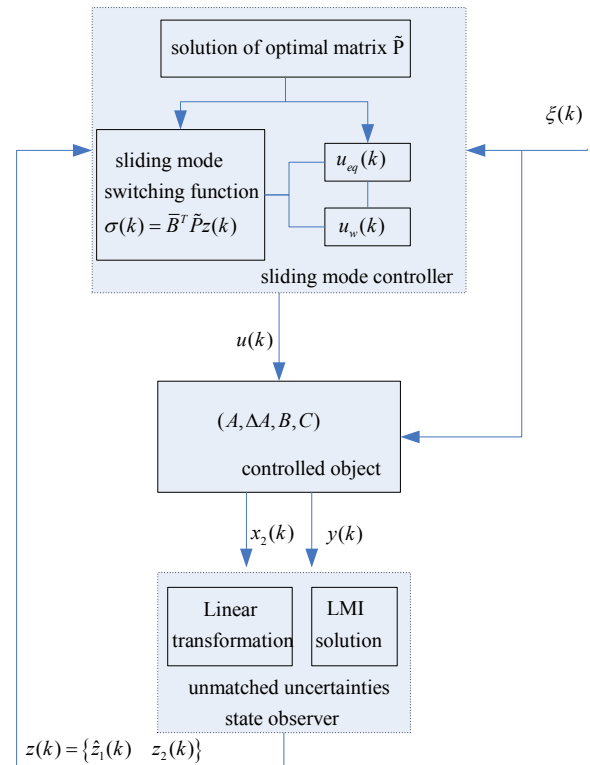 solution of optimal matrix P̃
ξ(k)
sliding mode
switching function
σ(k) = B̅ᵀP̃z(k)
u_eq(k)
u_w(k)
sliding mode controller
u(k)
(A, ΔA, B, C)
controlled object
x₂(k)
y(k)
Linear
transformation
LMI
solution
unmatched uncertainties
state observer
z(k) = {ẑ₁(k) z₂(k)}